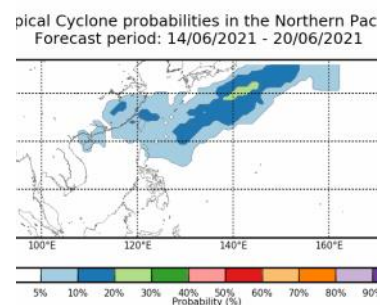 pical Cyclone probabilities in the Northern Pac
Forecast period: 14/06/2021 - 20/06/2021
100°E 120°E 140°E 160°E
5% 10% 20% 30% 40% 50% 60% 70% 80% 90%
Probability (%)